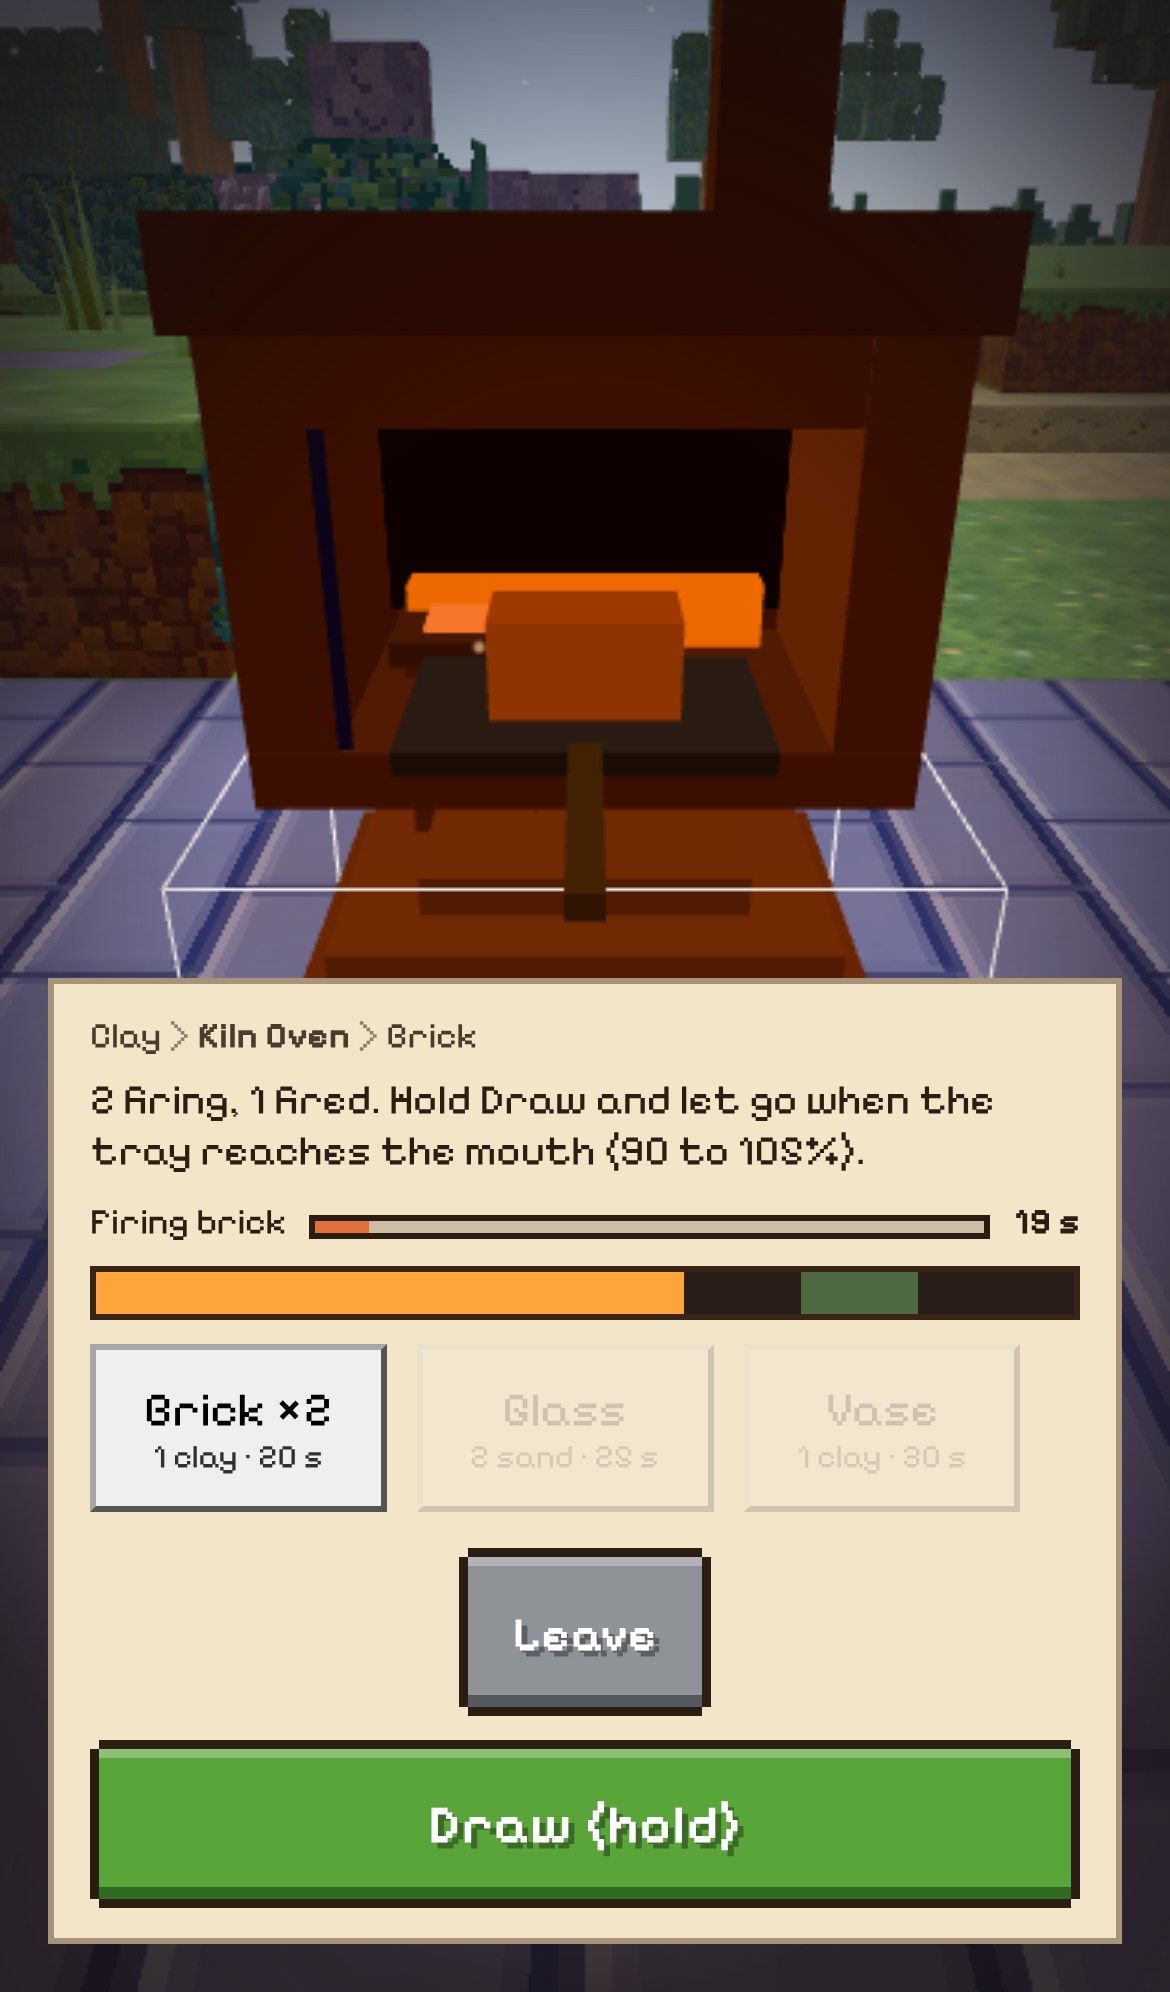 Clay > Kiln Oven > Brick
2 firing, 1 fired. Hold Draw and let go when the
tray reaches the mouth (90 to 105%).
Firing brick 19 s
Brick ×2
1 clay · 20 s
Glass
2 sand · 25 s
Vase
1 clay · 30 s
Leave
Draw (hold)